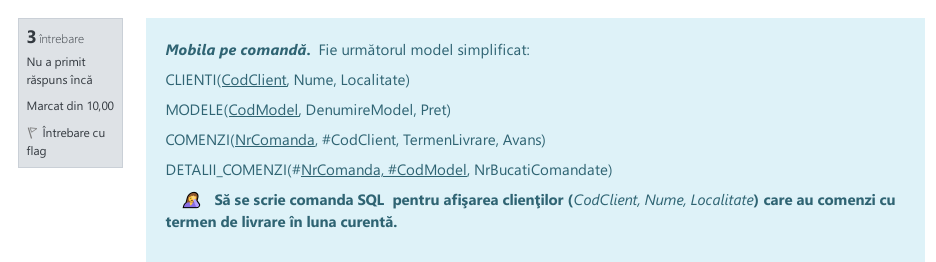 3 întrebare
Nu a primit
răspuns încă
Marcat din 10,00
Întrebare cu
flag
Mobila pe comandă. Fie următorul model simplificat:
CLIENTI(CodClient, Nume, Localitate)
MODELE(CodModel, DenumireModel, Pret)
COMENZI(NrComanda, #CodClient, TermenLivrare, Avans)
DETALII_COMENZI(#NrComanda, #CodModel, NrBucatiComandate)
Să se scrie comanda SQL pentru afişarea clienţilor (CodClient, Nume, Localitate) care au comenzi cu
termen de livrare în luna curentă.